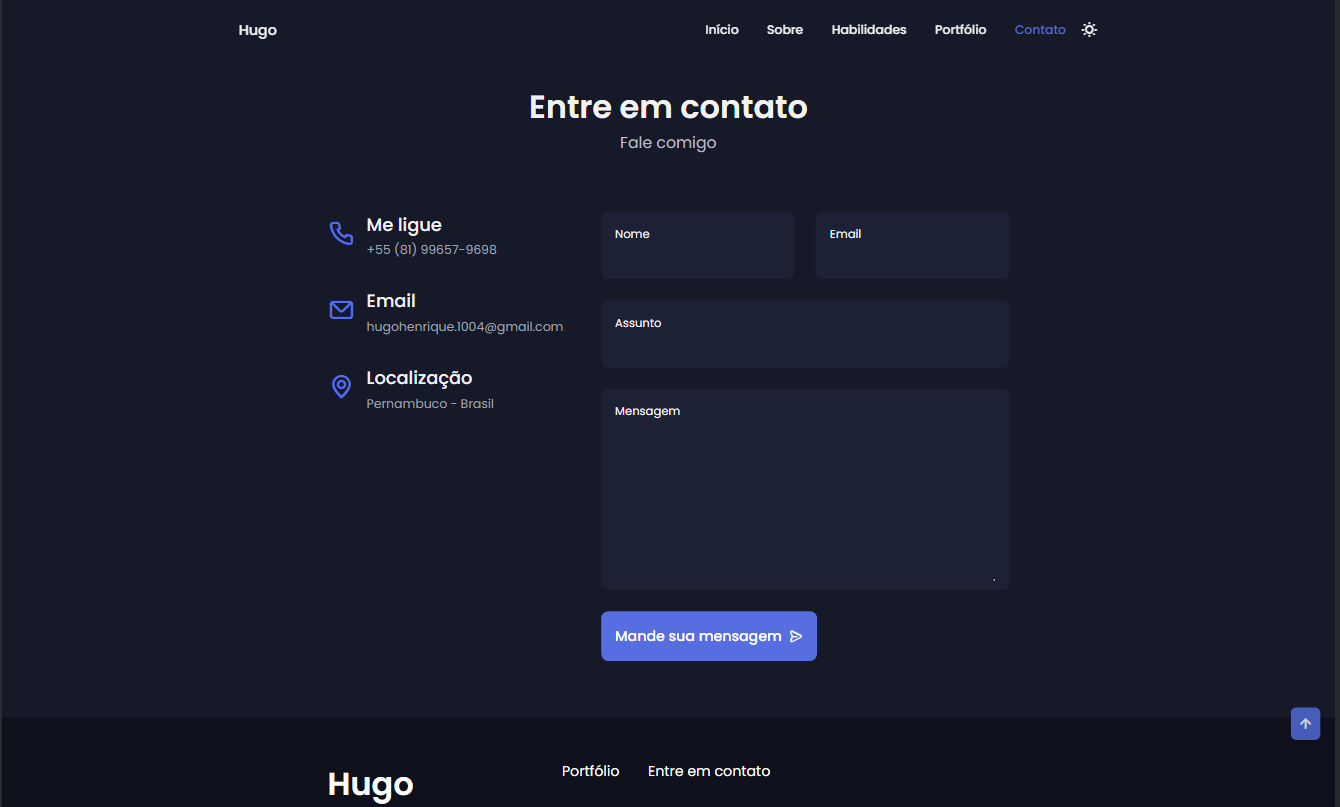 Hugo
Início Sobre Habilidades Portfólio Contato
Entre em contato
Fale comigo
Me ligue
+55 (81) 99657-9698
Email
hugohenrique.1004@gmail.com
Localização
Pernambuco - Brasil
Nome
Email
Assunto
Mensagem
Mande sua mensagem
Hugo
Portfólio Entre em contato